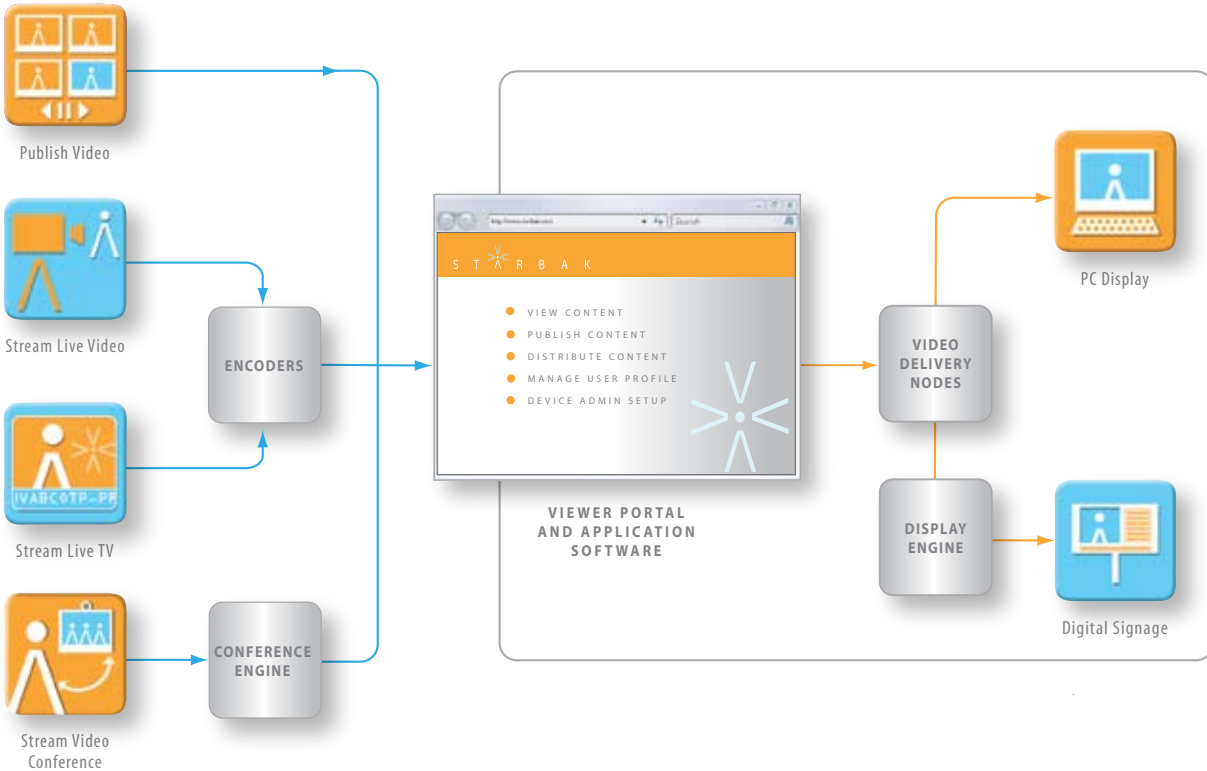 Publish Video
Stream Live Video
Stream Live TV
Stream Video
Conference
ENCODERS
CONFERENCE
ENGINE
Search
STARBAK
VIEW CONTENT
PUBLISH CONTENT
DISTRIBUTE CONTENT
MANAGE USER PROFILE
DEVICE ADMIN SETUP
VIEWER PORTAL
AND APPLICATION
SOFTWARE
VIDEO
DELIVERY
NODES
DISPLAY
ENGINE
PC Display
Digital Signage